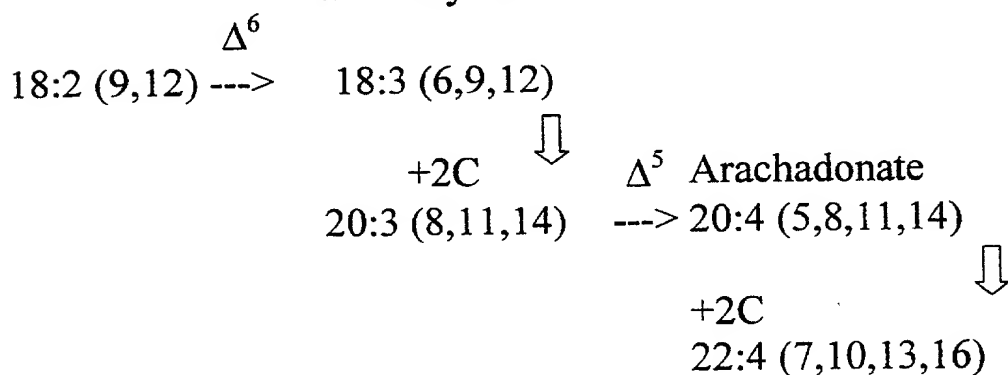 Δ⁶
18:2 (9,12) ---> 18:3 (6,9,12)
+2C Δ⁵ Arachadonate
20:3 (8,11,14) ---> 20:4 (5,8,11,14)
+2C
22:4 (7,10,13,16)